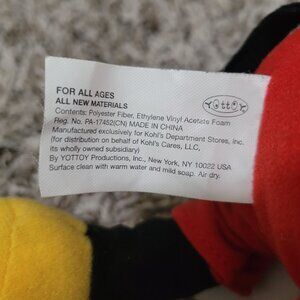 FOR ALL AGES
ALL NEW MATERIALS
Contents: Polyester Fiber, Ethylene Vinyl Acetate Foam
Reg. No. PA-17452(CN) MADE IN CHINA
Manufactured exclusively for Kohl's Department Stores, Inc.
(for distribution on behalf of Kohl's Cares, LLC,
its wholly owned subsidiary)
By YOTTOY Productions, Inc., New York, NY 10022 USA
Surface clean with warm water and mild soap. Air dry.
YOTTOY